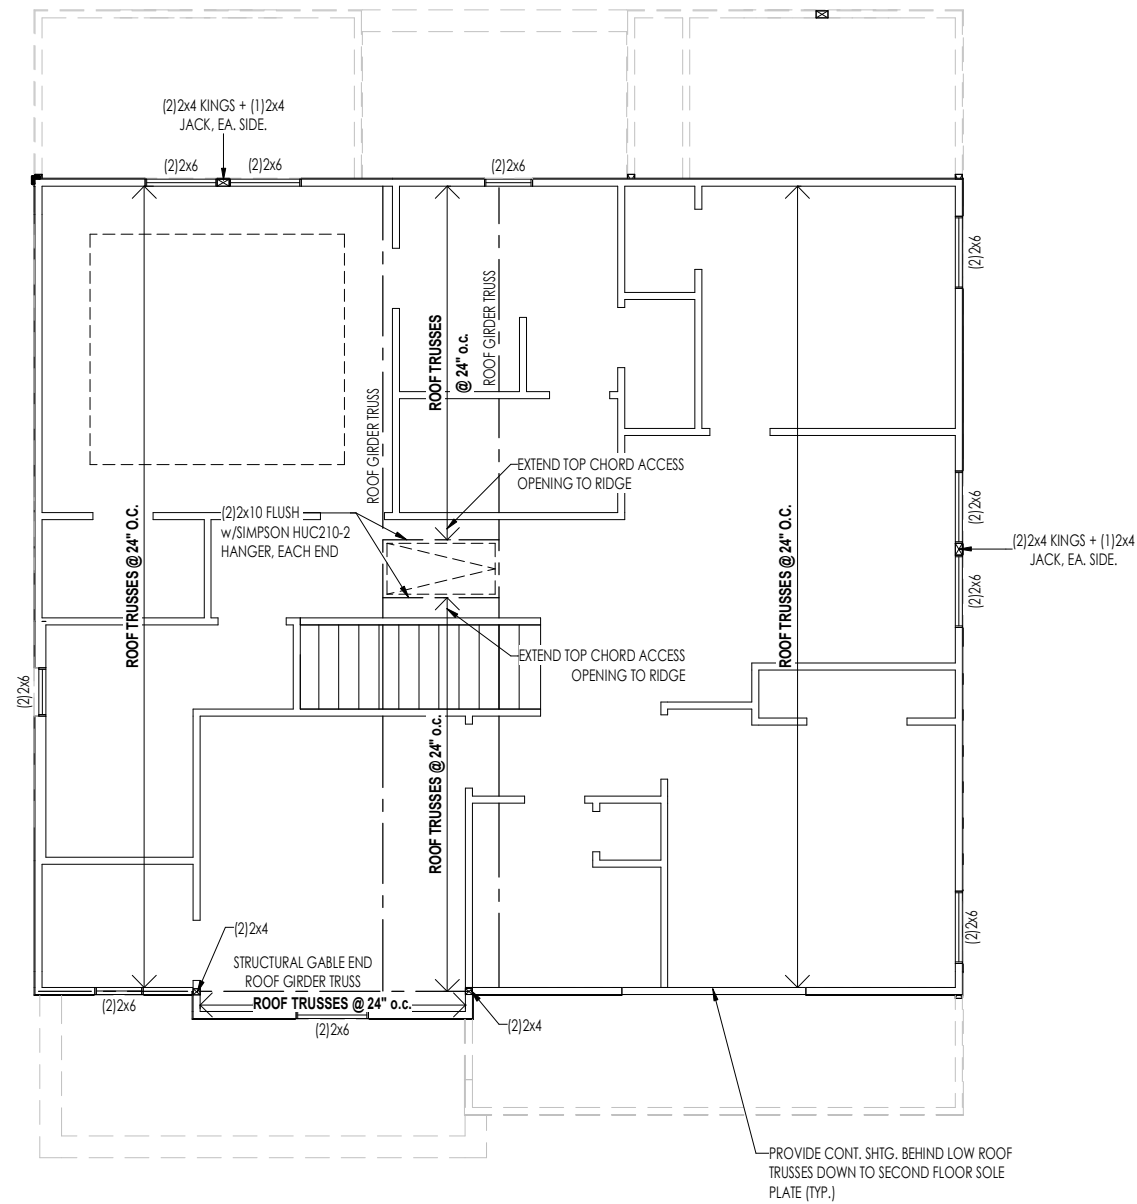 (2)2x4 KINGS + (1)2x4
JACK, EA. SIDE.
(2)2x6
(2)2x6
(2)2x6
(2)2x6
ROOF GIRDER TRUSS
ROOF TRUSSES
@ 24" o.c.
ROOF GIRDER TRUSS
EXTEND TOP CHORD ACCESS
OPENING TO RIDGE
(2)2x10 FLUSH
w/SIMPSON HUC210-2
HANGER, EACH END
ROOF TRUSSES @ 24" O.C.
ROOF TRUSSES @ 24" O.C.
(2)2x6
(2)2x4 KINGS + (1)2x4
JACK, EA. SIDE.
(2)2x6
EXTEND TOP CHORD ACCESS
OPENING TO RIDGE
(2)2x6
ROOF TRUSSES @ 24" o.c.
(2)2x4
STRUCTURAL GABLE END
ROOF GIRDER TRUSS
ROOF TRUSSES @ 24" o.c.
(2)2x6
(2)2x6
(2)2x4
(2)2x6
PROVIDE CONT. SHTG. BEHIND LOW ROOF
TRUSSES DOWN TO SECOND FLOOR SOLE
PLATE (TYP.)